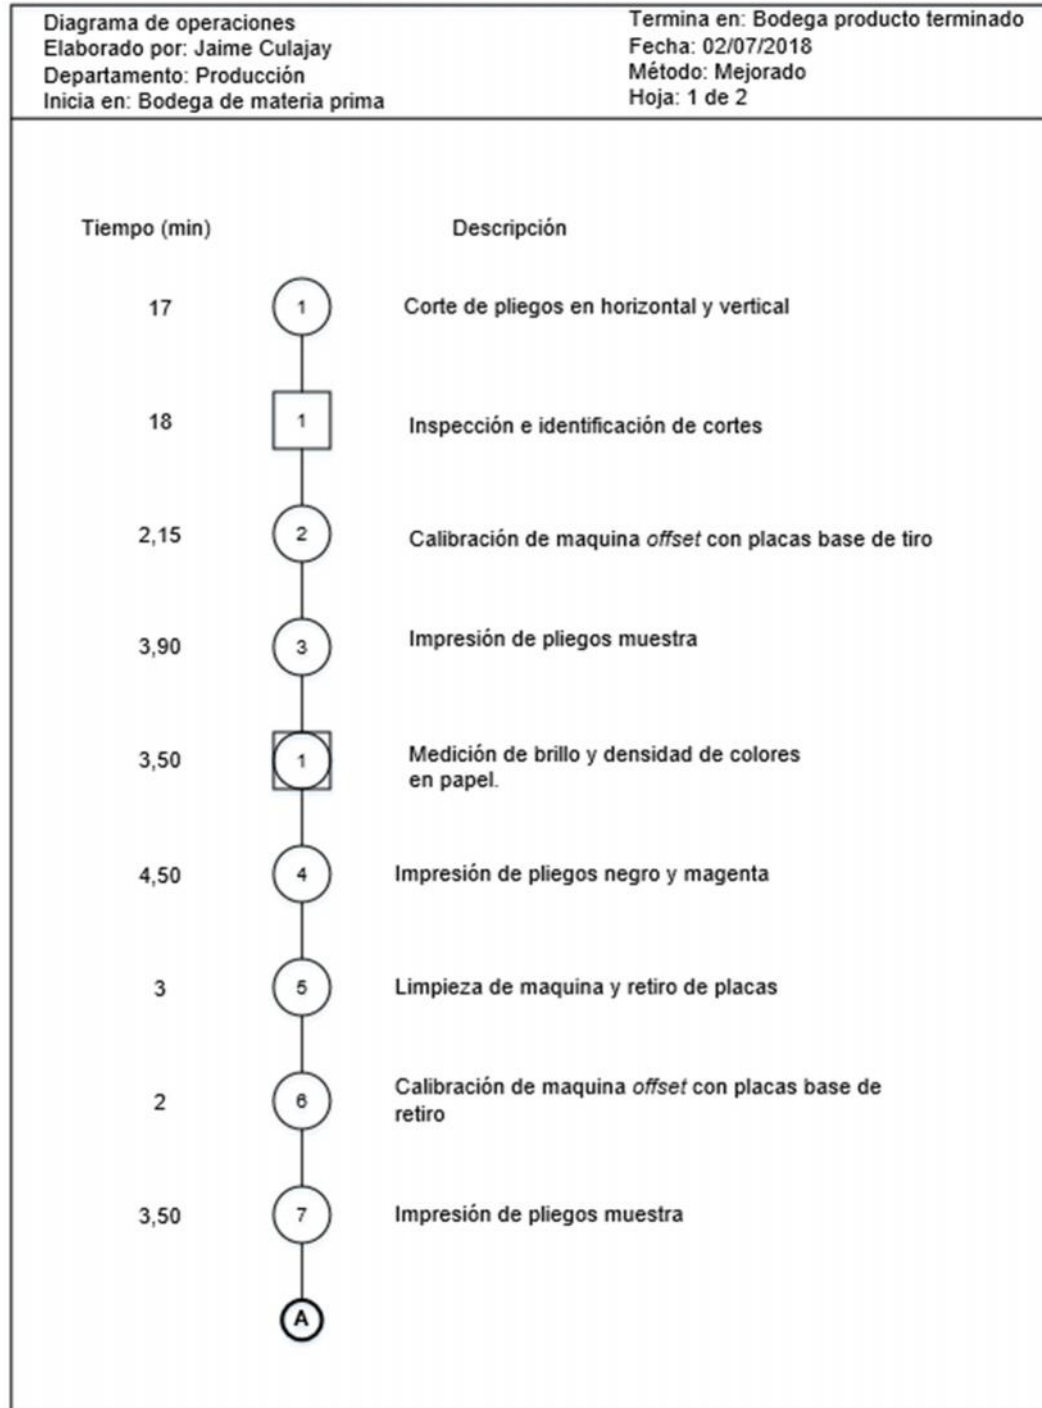 Diagrama de operaciones
Elaborado por: Jaime Culajay
Departamento: Producción
Inicia en: Bodega de materia prima
Termina en: Bodega producto terminado
Fecha: 02/07/2018
Método: Mejorado
Hoja: 1 de 2
Tiempo (min) Descripción
17 1 Corte de pliegos en horizontal y vertical
18 1 Inspección e identificación de cortes
2,15 2 Calibración de maquina offset con placas base de tiro
3,90 3 Impresión de pliegos muestra
3,50 1 Medición de brillo y densidad de colores
en papel.
4,50 4 Impresión de pliegos negro y magenta
3 5 Limpieza de maquina y retiro de placas
2 6 Calibración de maquina offset con placas base de
retiro
3,50 7 Impresión de pliegos muestra
A